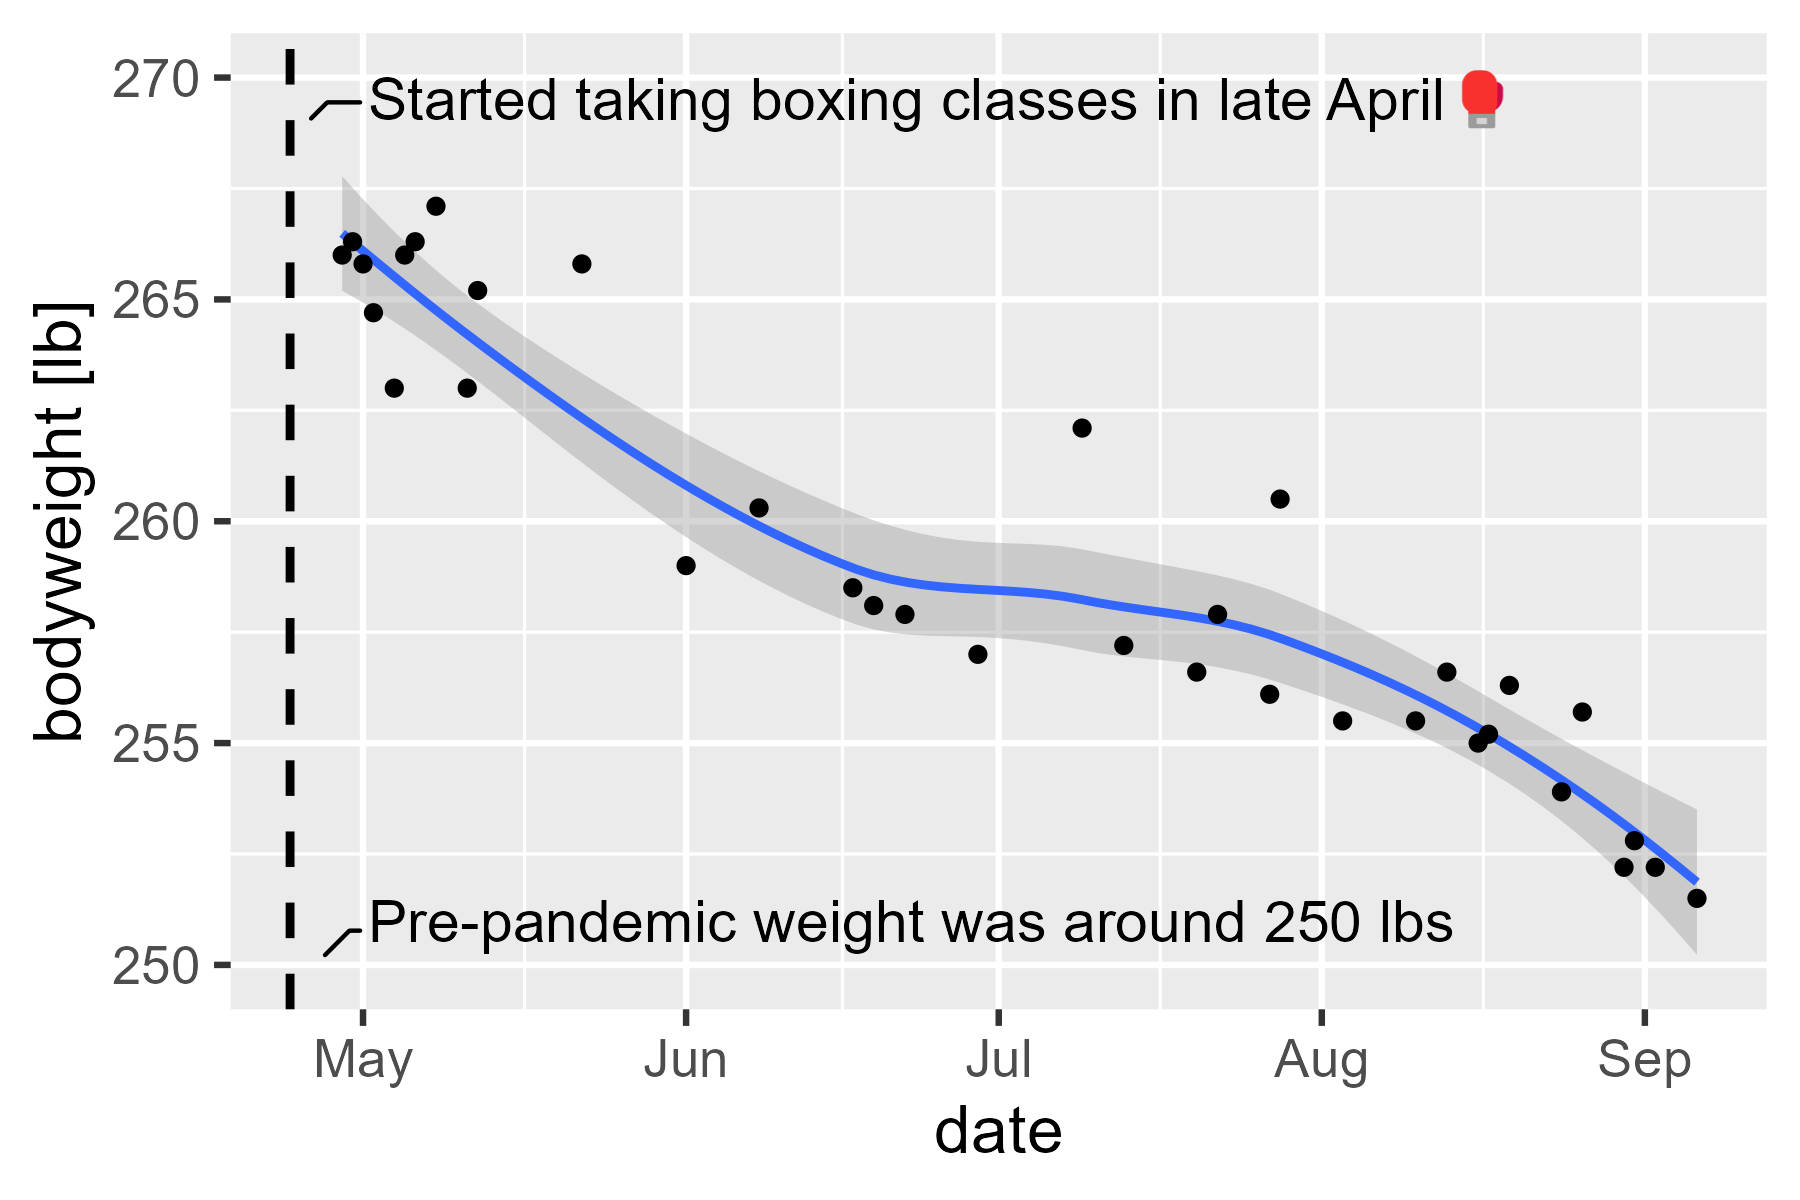 270
Started taking boxing classes in late April 🥊
265
260
255
Pre-pandemic weight was around 250 lbs
250
bodyweight [lb]
May Jun Jul Aug Sep
date